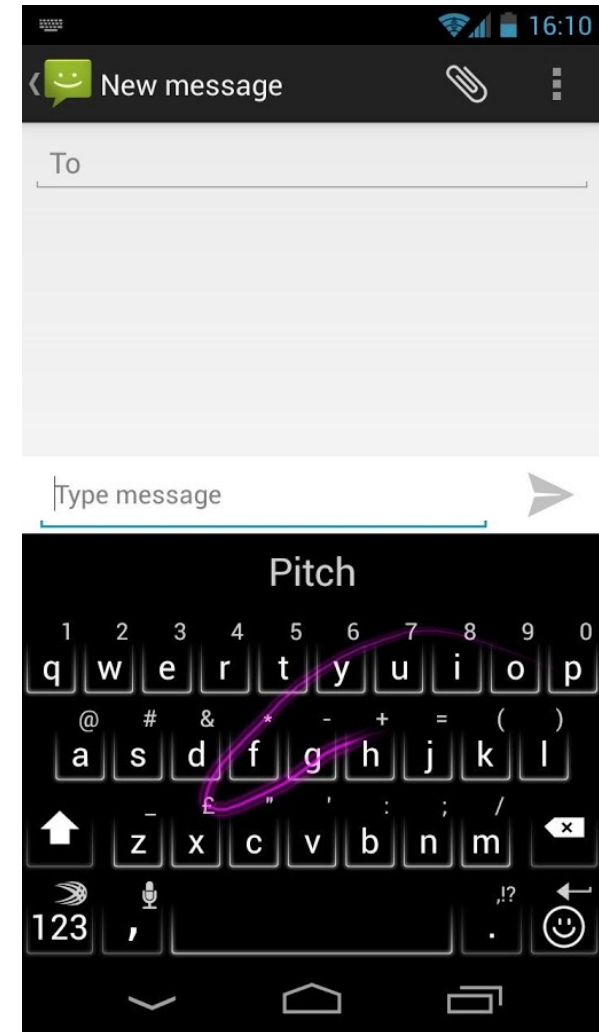 16:10
New message
To
Type message
Pitch
1 2 3 4 5 6 7 8 9 0
q w e r t y u i o p
@ # & * - + = ( )
a s d f g h j k l
_ £ " ' : ; /
z x c v b n m
,!?
123 , .